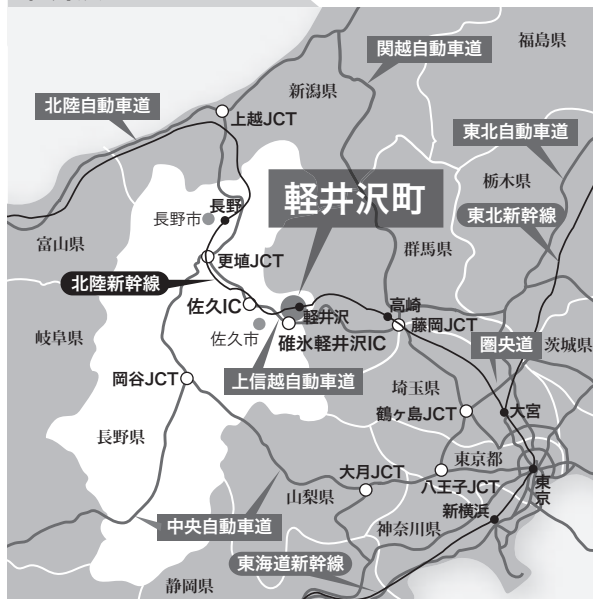 関越自動車道
福島県
新潟県
北陸自動車道
上越JCT
東北自動車道
栃木県
軽井沢町
長野
長野市
東北新幹線
富山県
群馬県
更埴JCT
北陸新幹線
佐久IC
高崎
軽井沢
藤岡JCT
佐久市
碓氷軽井沢IC
圏央道
茨城県
岐阜県
岡谷JCT
上信越自動車道
埼玉県
鶴ヶ島JCT
大宮
長野県
東京都
大月JCT
八王子JCT
東京
山梨県
新横浜
中央自動車道
神奈川県
東海道新幹線
静岡県